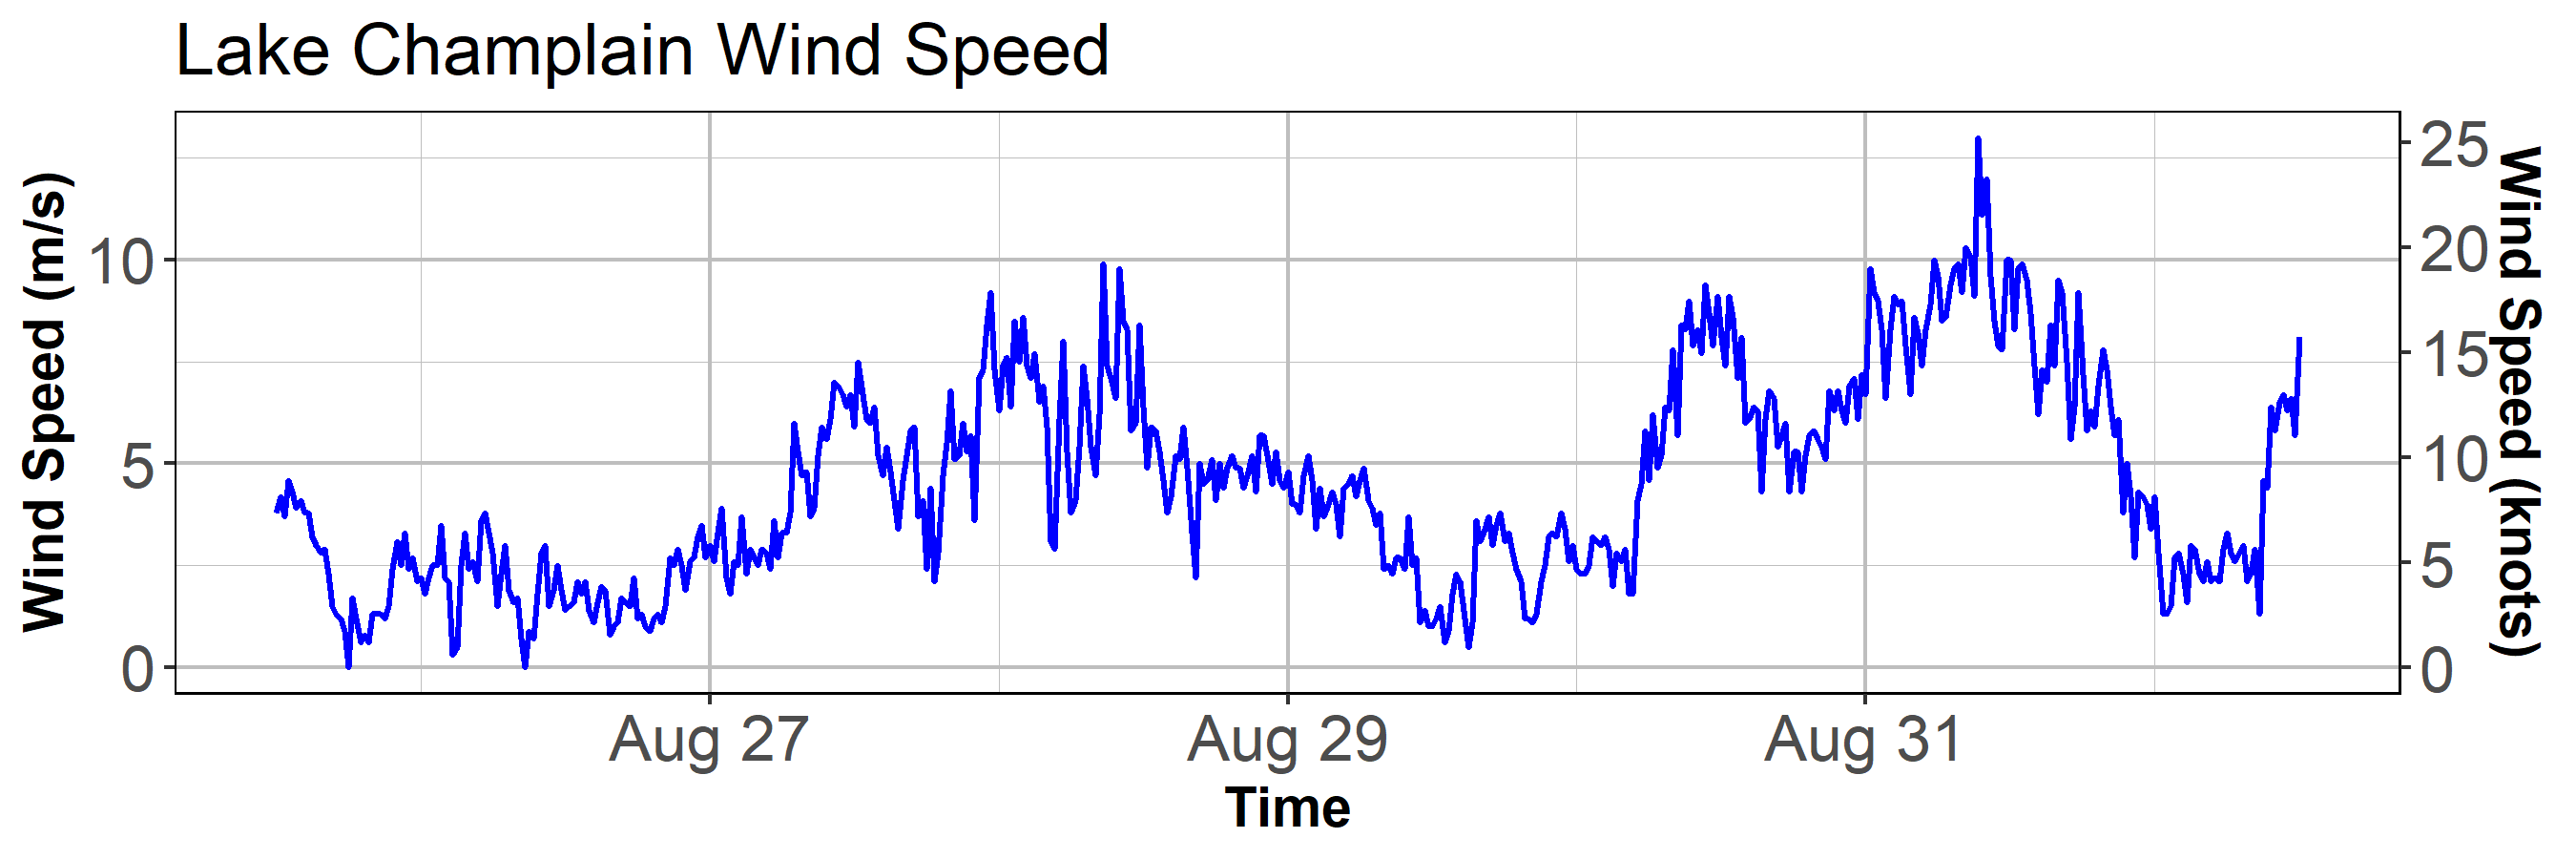 Lake Champlain Wind Speed
Wind Speed (m/s)
10
5
0
25
20
15
10
5
0
Wind Speed (knots)
Aug 27
Aug 29
Aug 31
Time